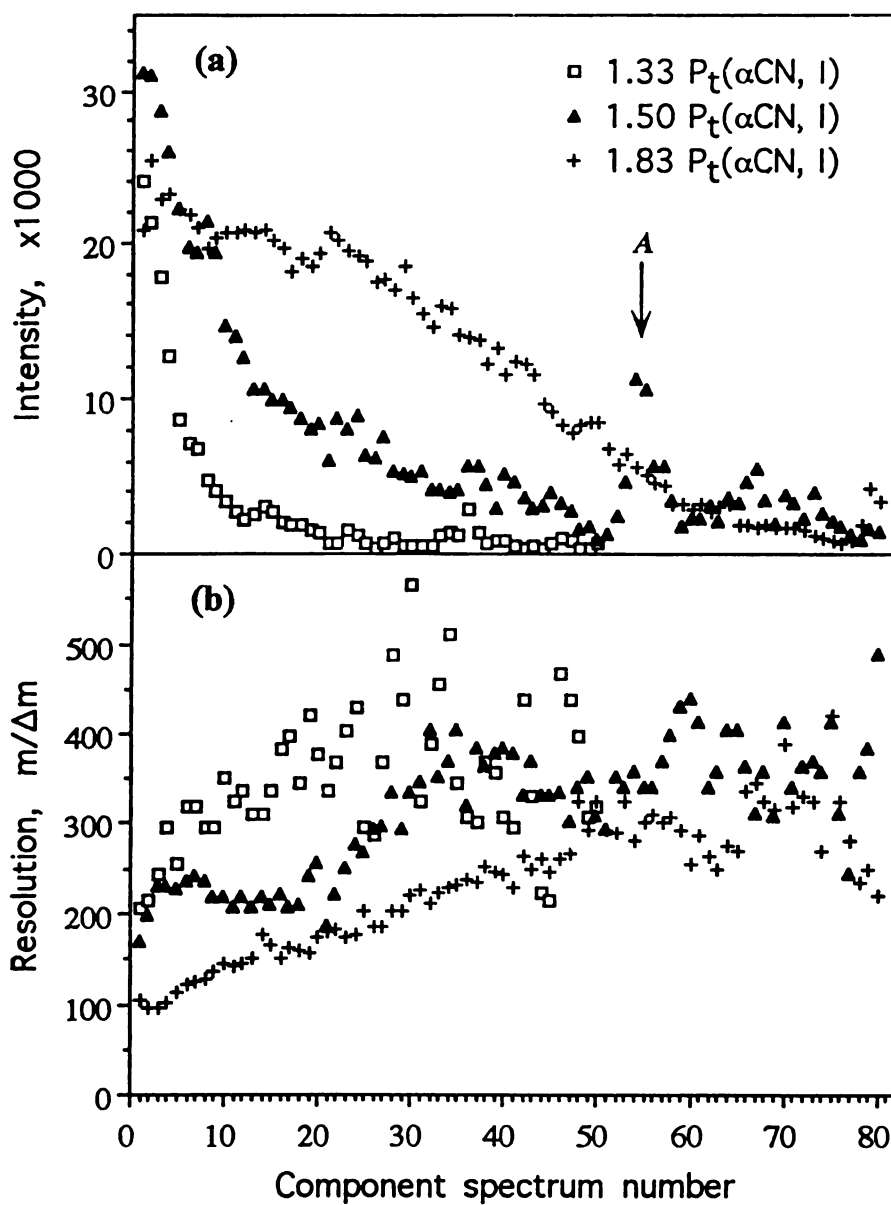 (a)
1.33 Pt(αCN, I)
1.50 Pt(αCN, I)
1.83 Pt(αCN, I)
A
30
20
10
0
Intensity, x1000
(b)
500
400
300
200
100
0
Resolution, m/Δm
0 10 20 30 40 50 60 70 80
Component spectrum number